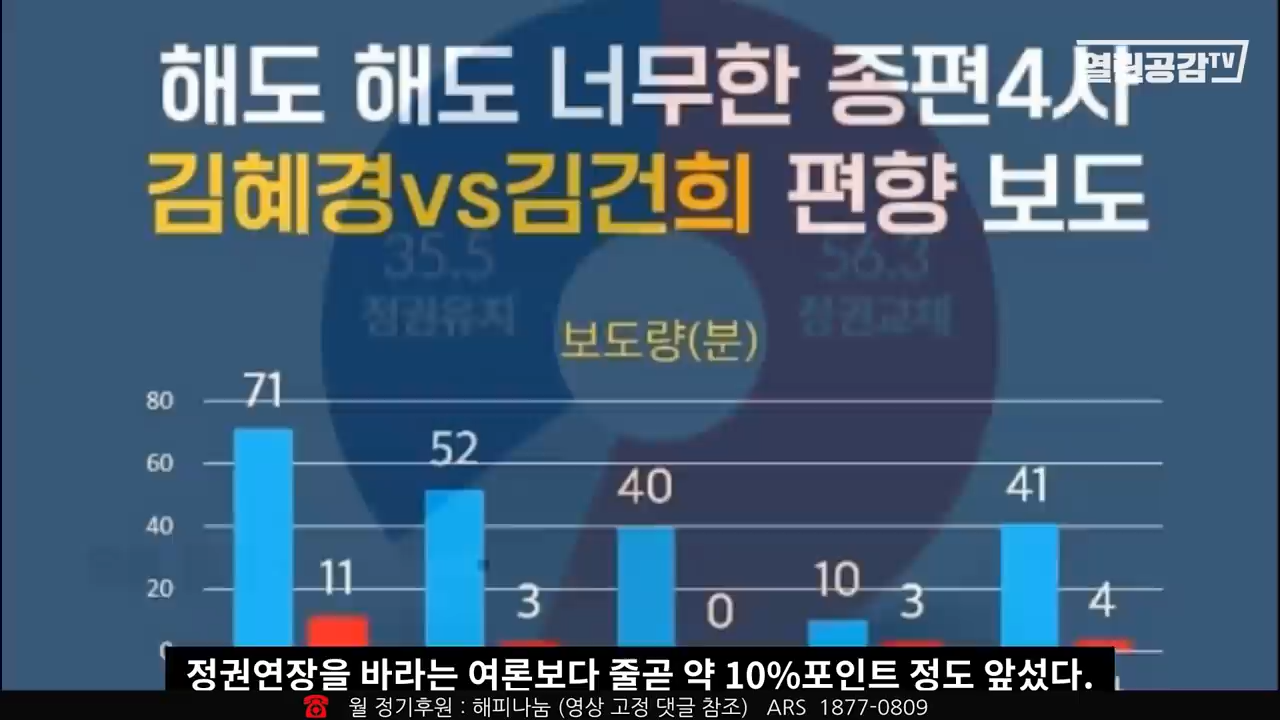 해도 해도 너무한 종편4사
열린공감TV
김혜경vs김건희 편향 보도
35.5
정권유지
56.3
정권교체
보도량(분)
80
60
40
20
0
71
11
52
3
40
0
10
3
41
4
정권연장을 바라는 여론보다 줄곧 약 10%포인트 정도 앞섰다.
월 정기후원 : 해피나눔 (영상 고정 댓글 참조) ARS 1877-0809